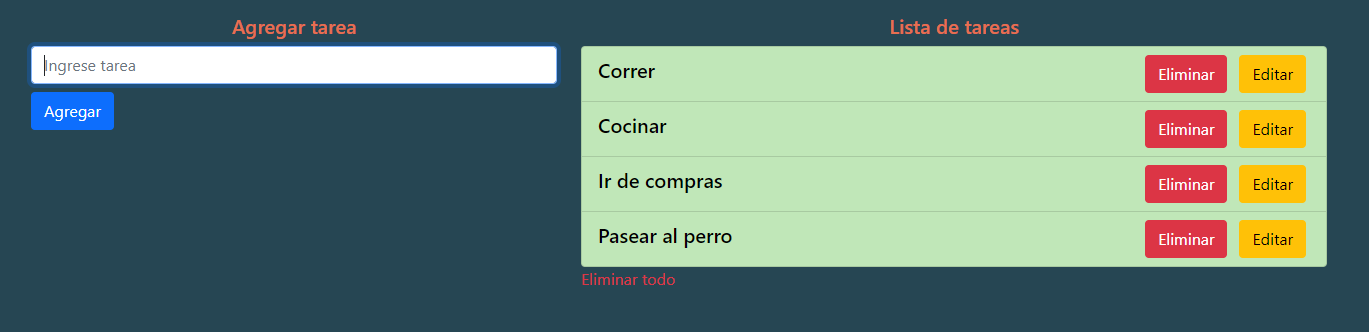 Agregar tarea
Ingrese tarea
Agregar
Lista de tareas
Correr Eliminar Editar
Cocinar Eliminar Editar
Ir de compras Eliminar Editar
Pasear al perro Eliminar Editar
Eliminar todo